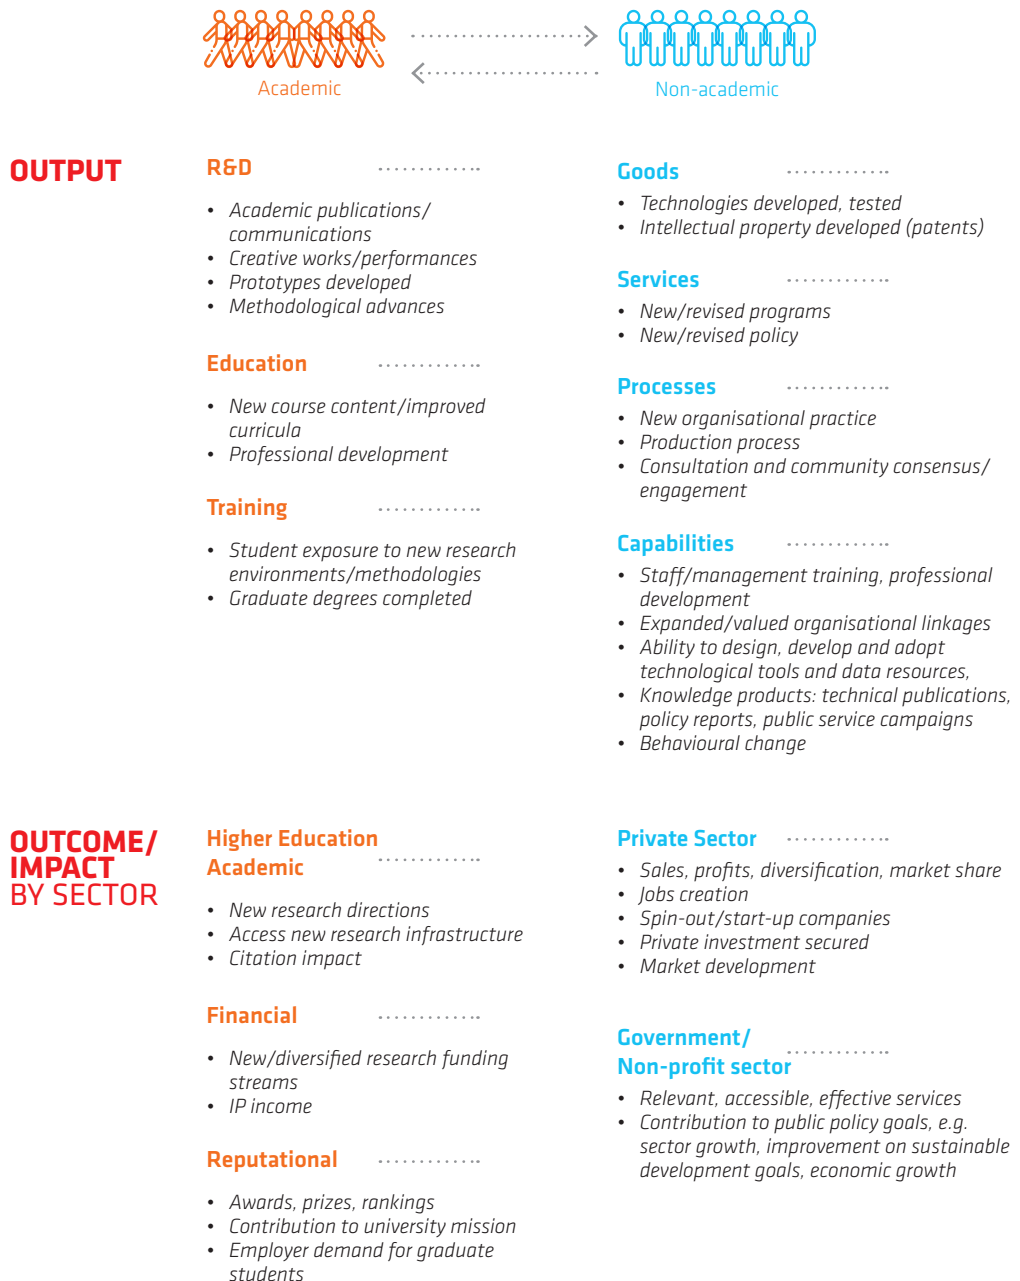 Academic
Non-academic
OUTPUT
R&D
• Academic publications/
communications
• Creative works/performances
• Prototypes developed
• Methodological advances
Education
• New course content/improved
curricula
• Professional development
Training
• Student exposure to new research
environments/methodologies
• Graduate degrees completed
Goods
• Technologies developed, tested
• Intellectual property developed (patents)
Services
• New/revised programs
• New/revised policy
Processes
• New organisational practice
• Production process
• Consultation and community consensus/
engagement
Capabilities
• Staff/management training, professional
development
• Expanded/valued organisational linkages
• Ability to design, develop and adopt
technological tools and data resources,
• Knowledge products: technical publications,
policy reports, public service campaigns
• Behavioural change
OUTCOME/
IMPACT
BY SECTOR
Higher Education
Academic
• New research directions
• Access new research infrastructure
• Citation impact
Financial
• New/diversified research funding
streams
• IP income
Reputational
• Awards, prizes, rankings
• Contribution to university mission
• Employer demand for graduate
students
Private Sector
• Sales, profits, diversification, market share
• Jobs creation
• Spin-out/start-up companies
• Private investment secured
• Market development
Government/
Non-profit sector
• Relevant, accessible, effective services
• Contribution to public policy goals, e.g.
sector growth, improvement on sustainable
development goals, economic growth